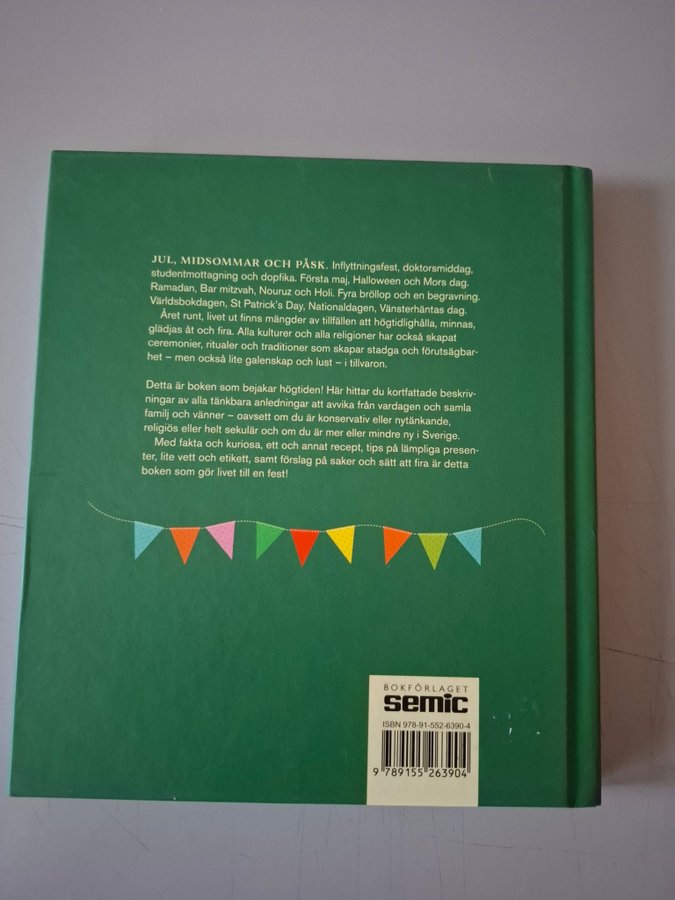 JUL, MIDSOMMAR OCH PÅSK. Inflyttningsfest, doktorsmiddag,
studentmottagning och dopfika. Första maj, Halloween och Mors dag.
Ramadan, Bar mitzvah, Nouruz och Holi. Fyra bröllop och en begravning.
Världsbokdagen, St Patrick's Day, Nationaldagen, Vänsterhäntas dag.
Året runt, livet ut finns mängder av tillfällen att högtidlighålla, minnas,
glädjas åt och fira. Alla kulturer och alla religioner har också skapat
ceremonier, ritualer och traditioner som skapar stadga och förutsägbar-
het – men också lite galenskap och lust – i tillvaron.
Detta är boken som bejakar högtiden! Här hittar du kortfattade beskriv-
ningar av alla tänkbara anledningar att avvika från vardagen och samla
familj och vänner – oavsett om du är konservativ eller nytänkande,
religiös eller helt sekulär och om du är mer eller mindre ny i Sverige.
Med fakta och kuriosa, ett och annat recept, tips på lämpliga presen-
ter, lite vett och etikett, samt förslag på saker och sätt att fira är detta
boken som gör livet till en fest!
BOKFÖRLAGET
semic
ISBN 978-91-552-6390-4
9 789155 263904